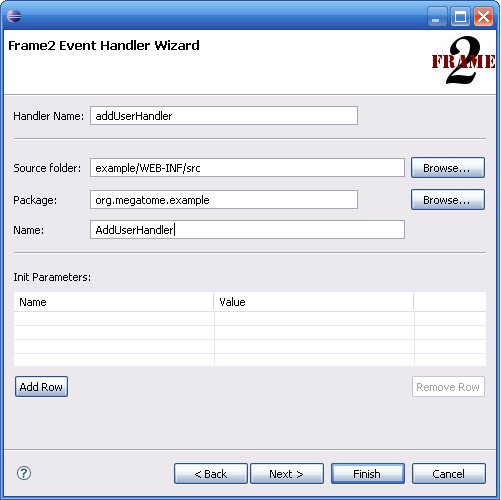 Frame2 Event Handler Wizard
2
FRAME
Handler Name: addUserHandler
Source folder: example/WEB-INF/src Browse...
Package: org.megatome.example Browse...
Name: AddUserHandler
Init Parameters:
Name Value
Add Row Remove Row
? < Back Next > Finish Cancel